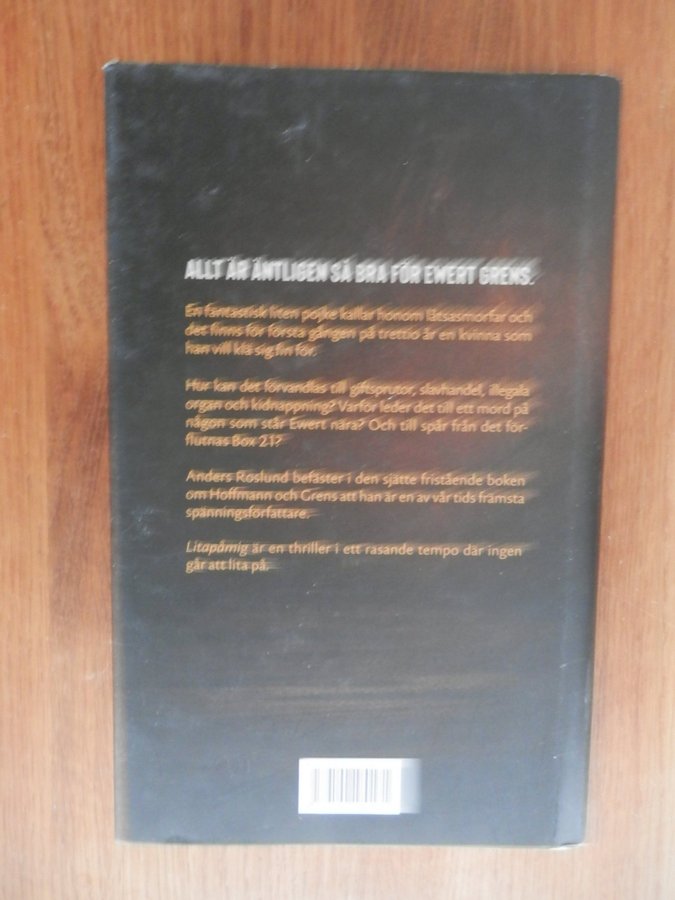 ALLT ÄR ÄNTLIGEN SÅ BRA FÖR EWERT GRENS.
En fantastisk liten pojke kallar honom låtsasmorfar och
det finns för första gången på trettio år en kvinna som
han vill klä sig fin för.
Hur kan det förvandlas till giftsprutor, slavhandel, illegala
organ och kidnappning? Varför leder det till ett mord på
någon som står Ewert nära? Och till spår från det för-
flutnas Box 21?
Anders Roslund befäster i den sjätte fristående boken
om Hoffmann och Grens att han är en av vår tids främsta
spänningsförfattare.
Litapåmig är en thriller i ett rasande tempo där ingen
går att lita på.